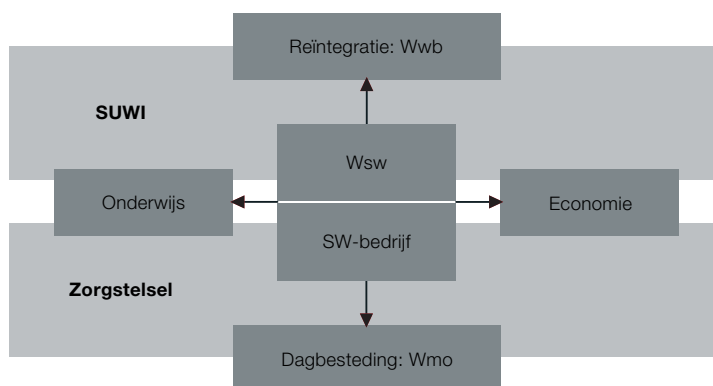 Reïntegratie: Wwb
SUWI
Wsw
Onderwijs
Economie
SW-bedrijf
Zorgstelsel
Dagbesteding: Wmo